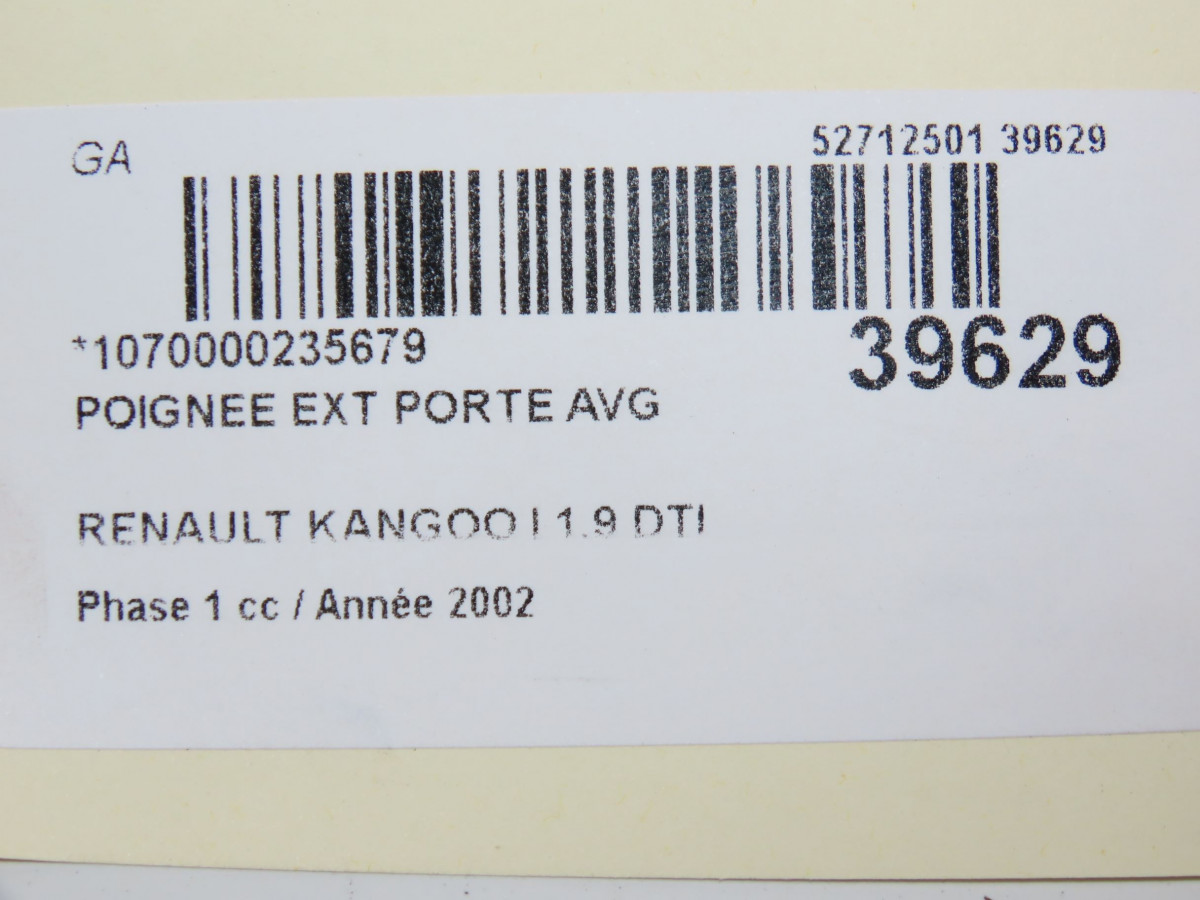 GA
52712501 39629
*1070000235679
39629
POIGNEE EXT PORTE AVG
RENAULT KANGOO I 1.9 DTI
Phase 1 cc / Année 2002